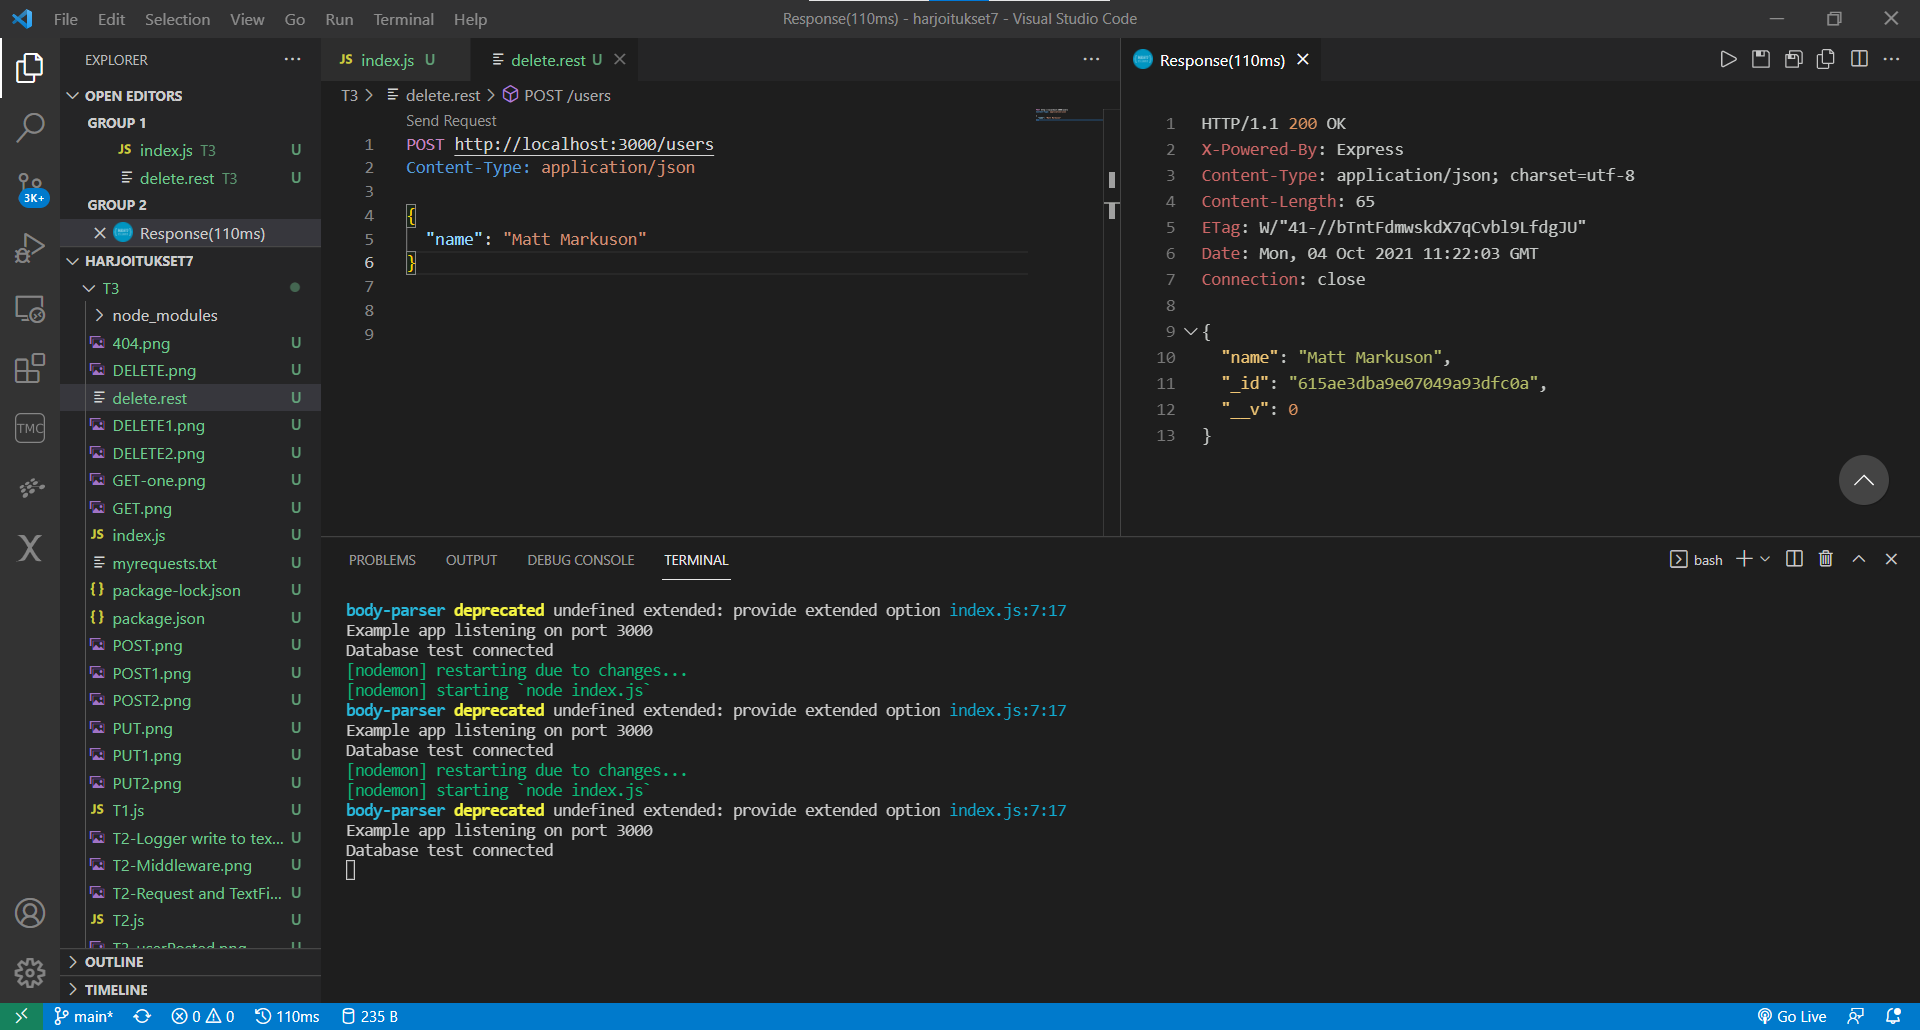 File Edit Selection View Go Run Terminal Help
Response(110ms) - harjoitukset7 - Visual Studio Code
EXPLORER
OPEN EDITORS
GROUP 1
JS index.js T3 U
delete.rest T3 U
GROUP 2
Response(110ms)
HARJOITUKSET7
T3
node_modules
404.png U
DELETE.png U
delete.rest U
DELETE1.png U
DELETE2.png U
GET-one.png U
GET.png U
JS index.js U
myrequests.txt U
{} package-lock.json U
{} package.json U
POST.png U
POST1.png U
POST2.png U
PUT.png U
PUT1.png U
PUT2.png U
JS T1.js U
T2-Logger write to tex... U
T2-Middleware.png U
T2-Request and TextFi... U
JS T2.js U
OUTLINE
TIMELINE
3K+
TMC
JS index.js U
delete.rest U
T3 > delete.rest > POST /users
Send Request
1 POST http://localhost:3000/users
2 Content-Type: application/json
3
4 {
5 "name": "Matt Markuson"
6 }
7
8
9
Response(110ms)
1 HTTP/1.1 200 OK
2 X-Powered-By: Express
3 Content-Type: application/json; charset=utf-8
4 Content-Length: 65
5 ETag: W/"41-//bTntFdmwskdX7qCvbl9LfdgJU"
6 Date: Mon, 04 Oct 2021 11:22:03 GMT
7 Connection: close
8
9 {
10 "name": "Matt Markuson",
11 "_id": "615ae3dba9e07049a93dfc0a",
12 "__v": 0
13 }
PROBLEMS OUTPUT DEBUG CONSOLE TERMINAL
bash
body-parser deprecated undefined extended: provide extended option index.js:7:17
Example app listening on port 3000
Database test connected
[nodemon] restarting due to changes...
[nodemon] starting `node index.js`
body-parser deprecated undefined extended: provide extended option index.js:7:17
Example app listening on port 3000
Database test connected
[nodemon] restarting due to changes...
[nodemon] starting `node index.js`
body-parser deprecated undefined extended: provide extended option index.js:7:17
Example app listening on port 3000
Database test connected
main* 0 0 110ms 235 B
Go Live